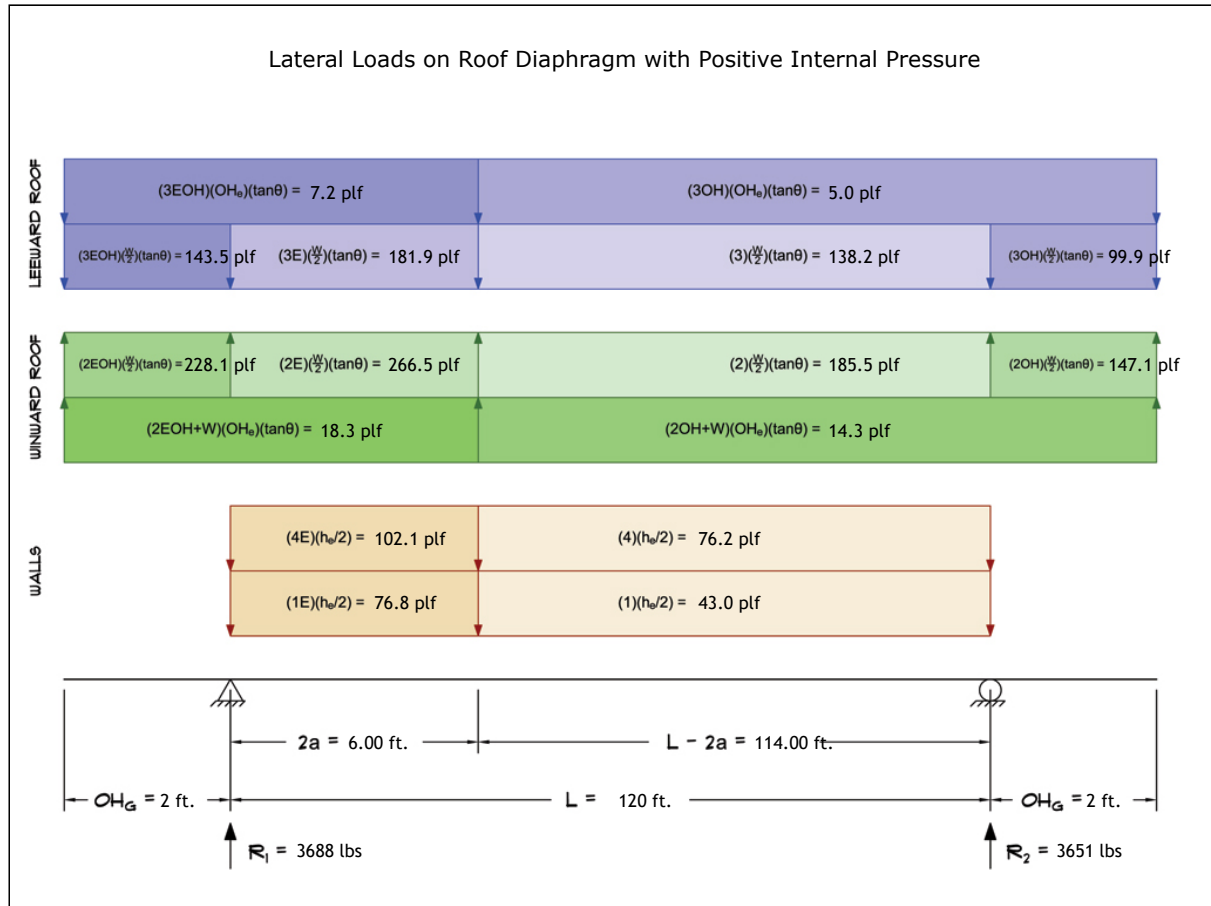 Lateral Loads on Roof Diaphragm with Positive Internal Pressure
LEEWARD ROOF
(3EOH)(OHₑ)(tanθ) = 7.2 plf
(3OH)(OHₑ)(tanθ) = 5.0 plf
(3EOH)(W/2)(tanθ) = 143.5 plf
(3E)(W/2)(tanθ) = 181.9 plf
(3)(W/2)(tanθ) = 138.2 plf
(3OH)(W/2)(tanθ) = 99.9 plf
WINWARD ROOF
(2EOH)(W/2)(tanθ) = 228.1 plf
(2E)(W/2)(tanθ) = 266.5 plf
(2)(W/2)(tanθ) = 185.5 plf
(2OH)(W/2)(tanθ) = 147.1 plf
(2EOH+W)(OHₑ)(tanθ) = 18.3 plf
(2OH+W)(OHₑ)(tanθ) = 14.3 plf
WALLS
(4E)(hₑ/2) = 102.1 plf
(4)(hₑ/2) = 76.2 plf
(1E)(hₑ/2) = 76.8 plf
(1)(hₑ/2) = 43.0 plf
2a = 6.00 ft.
L - 2a = 114.00 ft.
OH_G = 2 ft.
L = 120 ft.
OH_G = 2 ft.
R₁ = 3688 lbs
R₂ = 3651 lbs